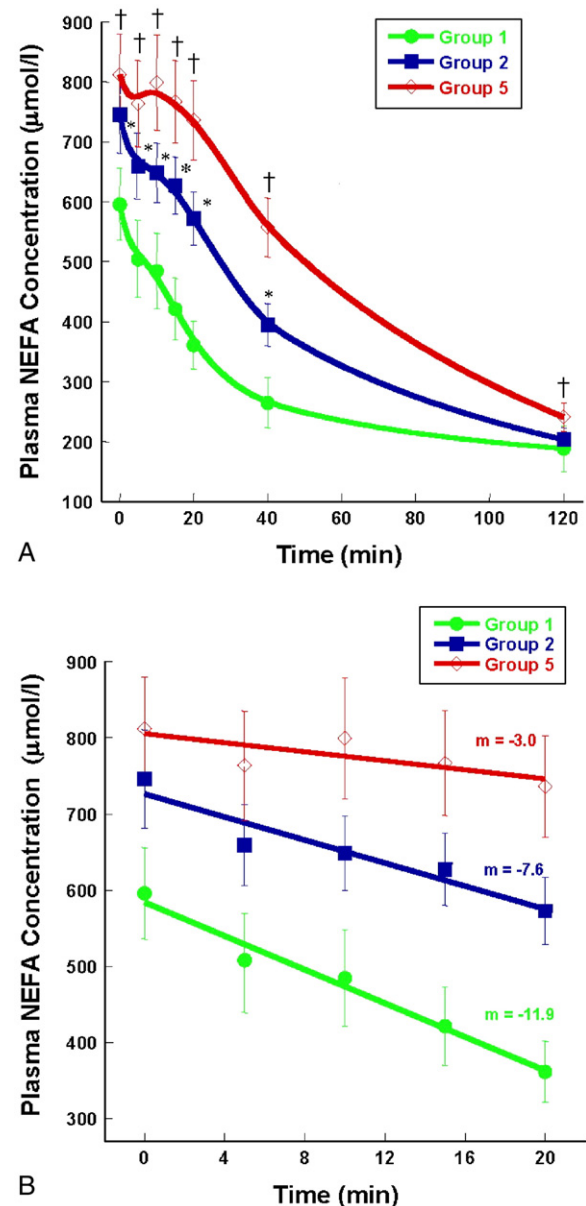 Group 1
Group 2
Group 5
† † † † †
* * * * *
†
*
†
Plasma NEFA Concentration (μmol/l)
900
800
700
600
500
400
300
200
100
0 20 40 60 80 100 120
Time (min)
A
Group 1
Group 2
Group 5
Plasma NEFA Concentration (μmol/l)
900
800
700
600
500
400
300
m = -3.0
m = -7.6
m = -11.9
0 4 8 12 16 20
Time (min)
B